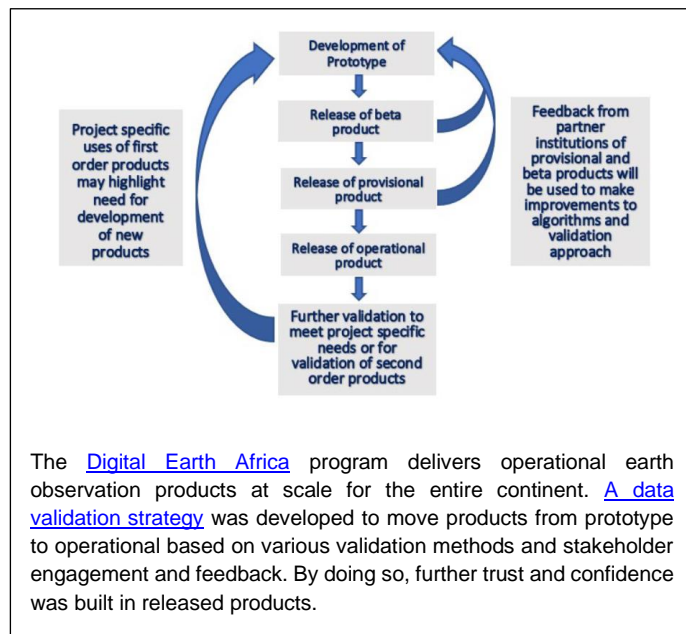 Development of
Prototype
Release of beta
product
Release of provisional
product
Release of operational
product
Further validation to
meet project specific
needs or for
validation of second
order products
Project specific
uses of first
order products
may highlight
need for
development
of new
products
Feedback from
partner
institutions of
provisional and
beta products will
be used to make
improvements to
algorithms and
validation
approach
The Digital Earth Africa program delivers operational earth
observation products at scale for the entire continent. A data
validation strategy was developed to move products from prototype
to operational based on various validation methods and stakeholder
engagement and feedback. By doing so, further trust and confidence
was built in released products.